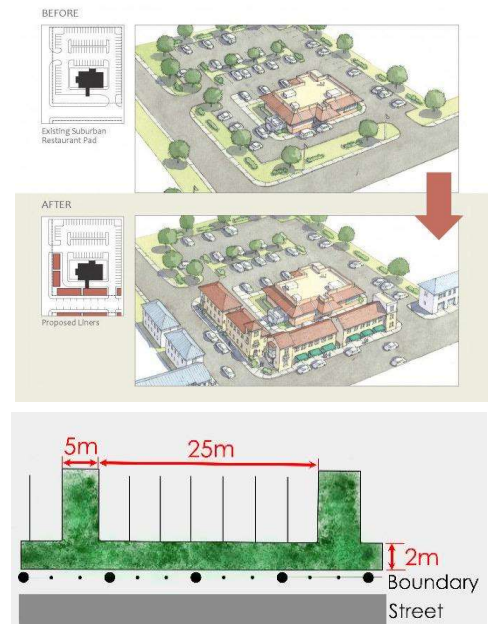 BEFORE
Existing Suburban
Restaurant Pad
AFTER
Proposed Liners
5m
25m
2m
Boundary
Street